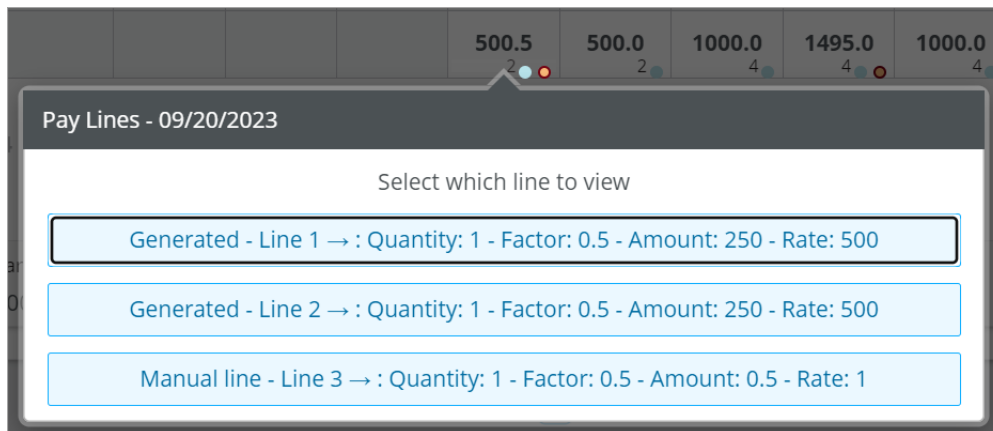 500.5 500.0 1000.0 1495.0 1000.0
2 2 4 4 4
Pay Lines - 09/20/2023
Select which line to view
Generated - Line 1 → : Quantity: 1 - Factor: 0.5 - Amount: 250 - Rate: 500
Generated - Line 2 → : Quantity: 1 - Factor: 0.5 - Amount: 250 - Rate: 500
Manual line - Line 3 → : Quantity: 1 - Factor: 0.5 - Amount: 0.5 - Rate: 1